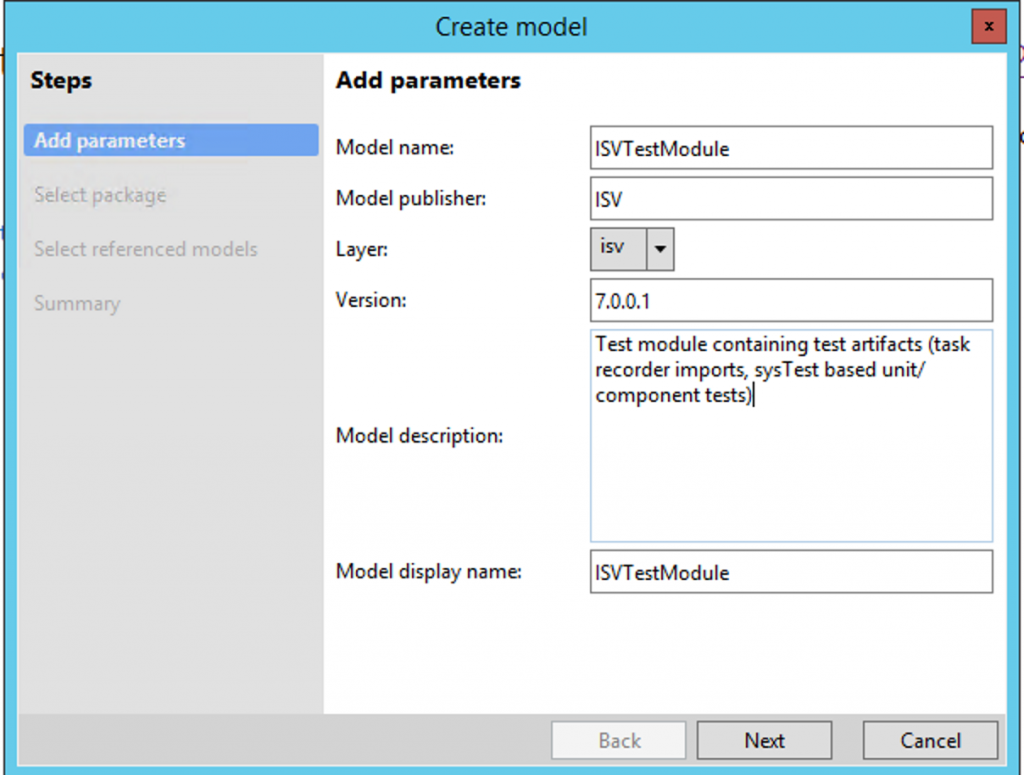 Create model
x
Steps
Add parameters
Select package
Select referenced models
Summary
Add parameters
Model name:
ISVTestModule
Model publisher:
ISV
Layer:
isv
Version:
7.0.0.1
Model description:
Test module containing test artifacts (task
recorder imports, sysTest based unit/
component tests)
Model display name:
ISVTestModule
Back
Next
Cancel